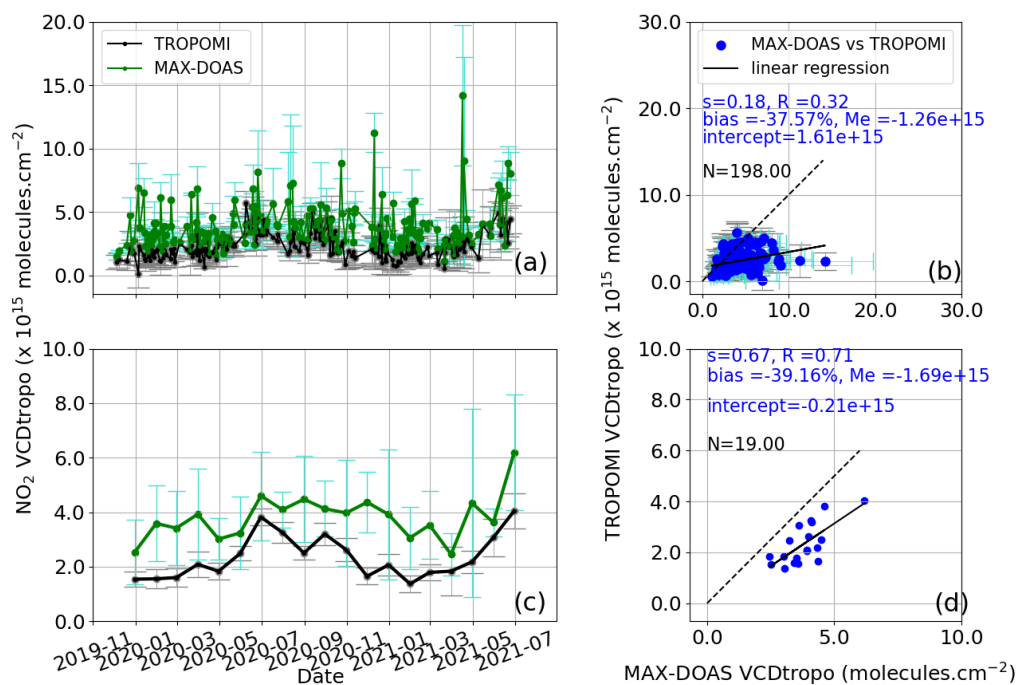 20.0
15.0
10.0
5.0
0.0
TROPOMI
MAX-DOAS
(a)
30.0
20.0
10.0
0.0
MAX-DOAS vs TROPOMI
linear regression
s=0.18, R =0.32
bias =-37.57%, Me =-1.26e+15
intercept=1.61e+15
N=198.00
(b)
0.0 10.0 20.0 30.0
NO₂ VCDtropo (x 10¹⁵ molecules.cm⁻²)
TROPOMI VCDtropo (x 10¹⁵ molecules.cm⁻²)
10.0
8.0
6.0
4.0
2.0
0.0
(c)
2019-11 2020-01 2020-03 2020-05 2020-07 2020-09 2020-11 2021-01 2021-03 2021-05 2021-07
Date
10.0
8.0
6.0
4.0
2.0
0.0
s=0.67, R =0.71
bias =-39.16%, Me =-1.69e+15
intercept=-0.21e+15
N=19.00
(d)
0.0 5.0 10.0
MAX-DOAS VCDtropo (molecules.cm⁻²)